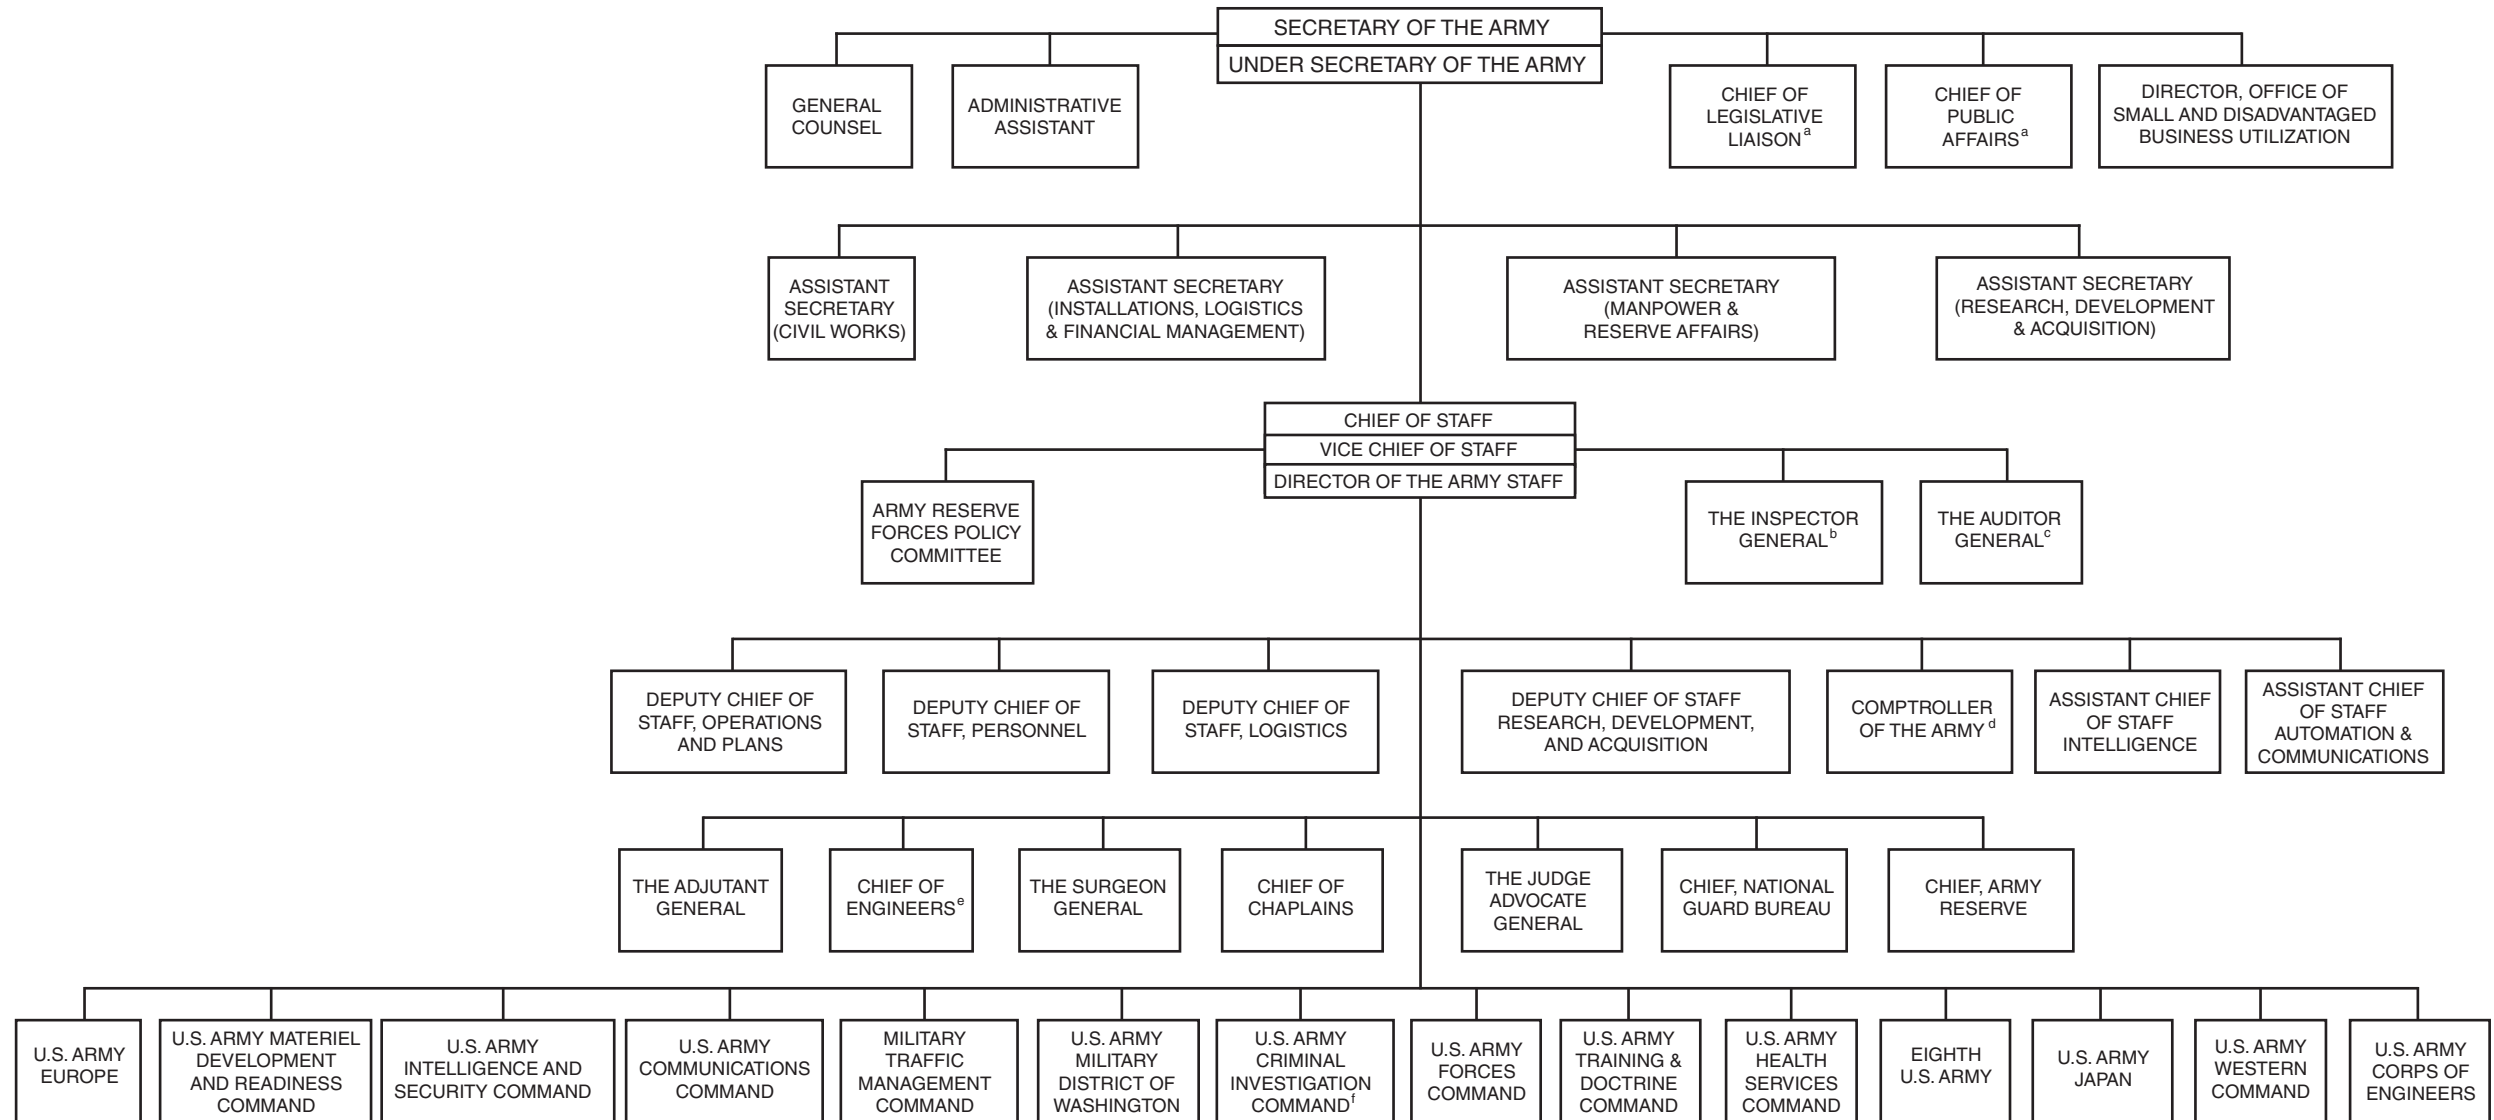 SECRETARY OF THE ARMY
UNDER SECRETARY OF THE ARMY
GENERAL
COUNSEL
ADMINISTRATIVE
ASSISTANT
CHIEF OF
LEGISLATIVE
LIAISONa
CHIEF OF
PUBLIC
AFFAIRSa
DIRECTOR, OFFICE OF
SMALL AND DISADVANTAGED
BUSINESS UTILIZATION
ASSISTANT
SECRETARY
(CIVIL WORKS)
ASSISTANT SECRETARY
(INSTALLATIONS, LOGISTICS
& FINANCIAL MANAGEMENT)
ASSISTANT SECRETARY
(MANPOWER &
RESERVE AFFAIRS)
ASSISTANT SECRETARY
(RESEARCH, DEVELOPMENT
& ACQUISITION)
CHIEF OF STAFF
VICE CHIEF OF STAFF
DIRECTOR OF THE ARMY STAFF
ARMY RESERVE
FORCES POLICY
COMMITTEE
THE INSPECTOR
GENERALb
THE AUDITOR
GENERALc
DEPUTY CHIEF OF
STAFF, OPERATIONS
AND PLANS
DEPUTY CHIEF OF
STAFF, PERSONNEL
DEPUTY CHIEF OF
STAFF, LOGISTICS
DEPUTY CHIEF OF STAFF
RESEARCH, DEVELOPMENT,
AND ACQUISITION
COMPTROLLER
OF THE ARMY d
ASSISTANT CHIEF
OF STAFF
INTELLIGENCE
ASSISTANT CHIEF
OF STAFF
AUTOMATION &
COMMUNICATIONS
THE ADJUTANT
GENERAL
CHIEF OF
ENGINEERSe
THE SURGEON
GENERAL
CHIEF OF
CHAPLAINS
THE JUDGE
ADVOCATE
GENERAL
CHIEF, NATIONAL
GUARD BUREAU
CHIEF, ARMY
RESERVE
U.S. ARMY
EUROPE
U.S. ARMY MATERIEL
DEVELOPMENT
AND READINESS
COMMAND
U.S. ARMY
INTELLIGENCE AND
SECURITY COMMAND
U.S. ARMY
COMMUNICATIONS
COMMAND
MILITARY
TRAFFIC
MANAGEMENT
COMMAND
U.S. ARMY
MILITARY
DISTRICT OF
WASHINGTON
U.S. ARMY
CRIMINAL
INVESTIGATION
COMMANDf
U.S. ARMY
FORCES
COMMAND
U.S. ARMY
TRAINING &
DOCTRINE
COMMAND
U.S. ARMY
HEALTH
SERVICES
COMMAND
EIGHTH
U.S. ARMY
U.S. ARMY
JAPAN
U.S. ARMY
WESTERN
COMMAND
U.S. ARMY
CORPS OF
ENGINEERS